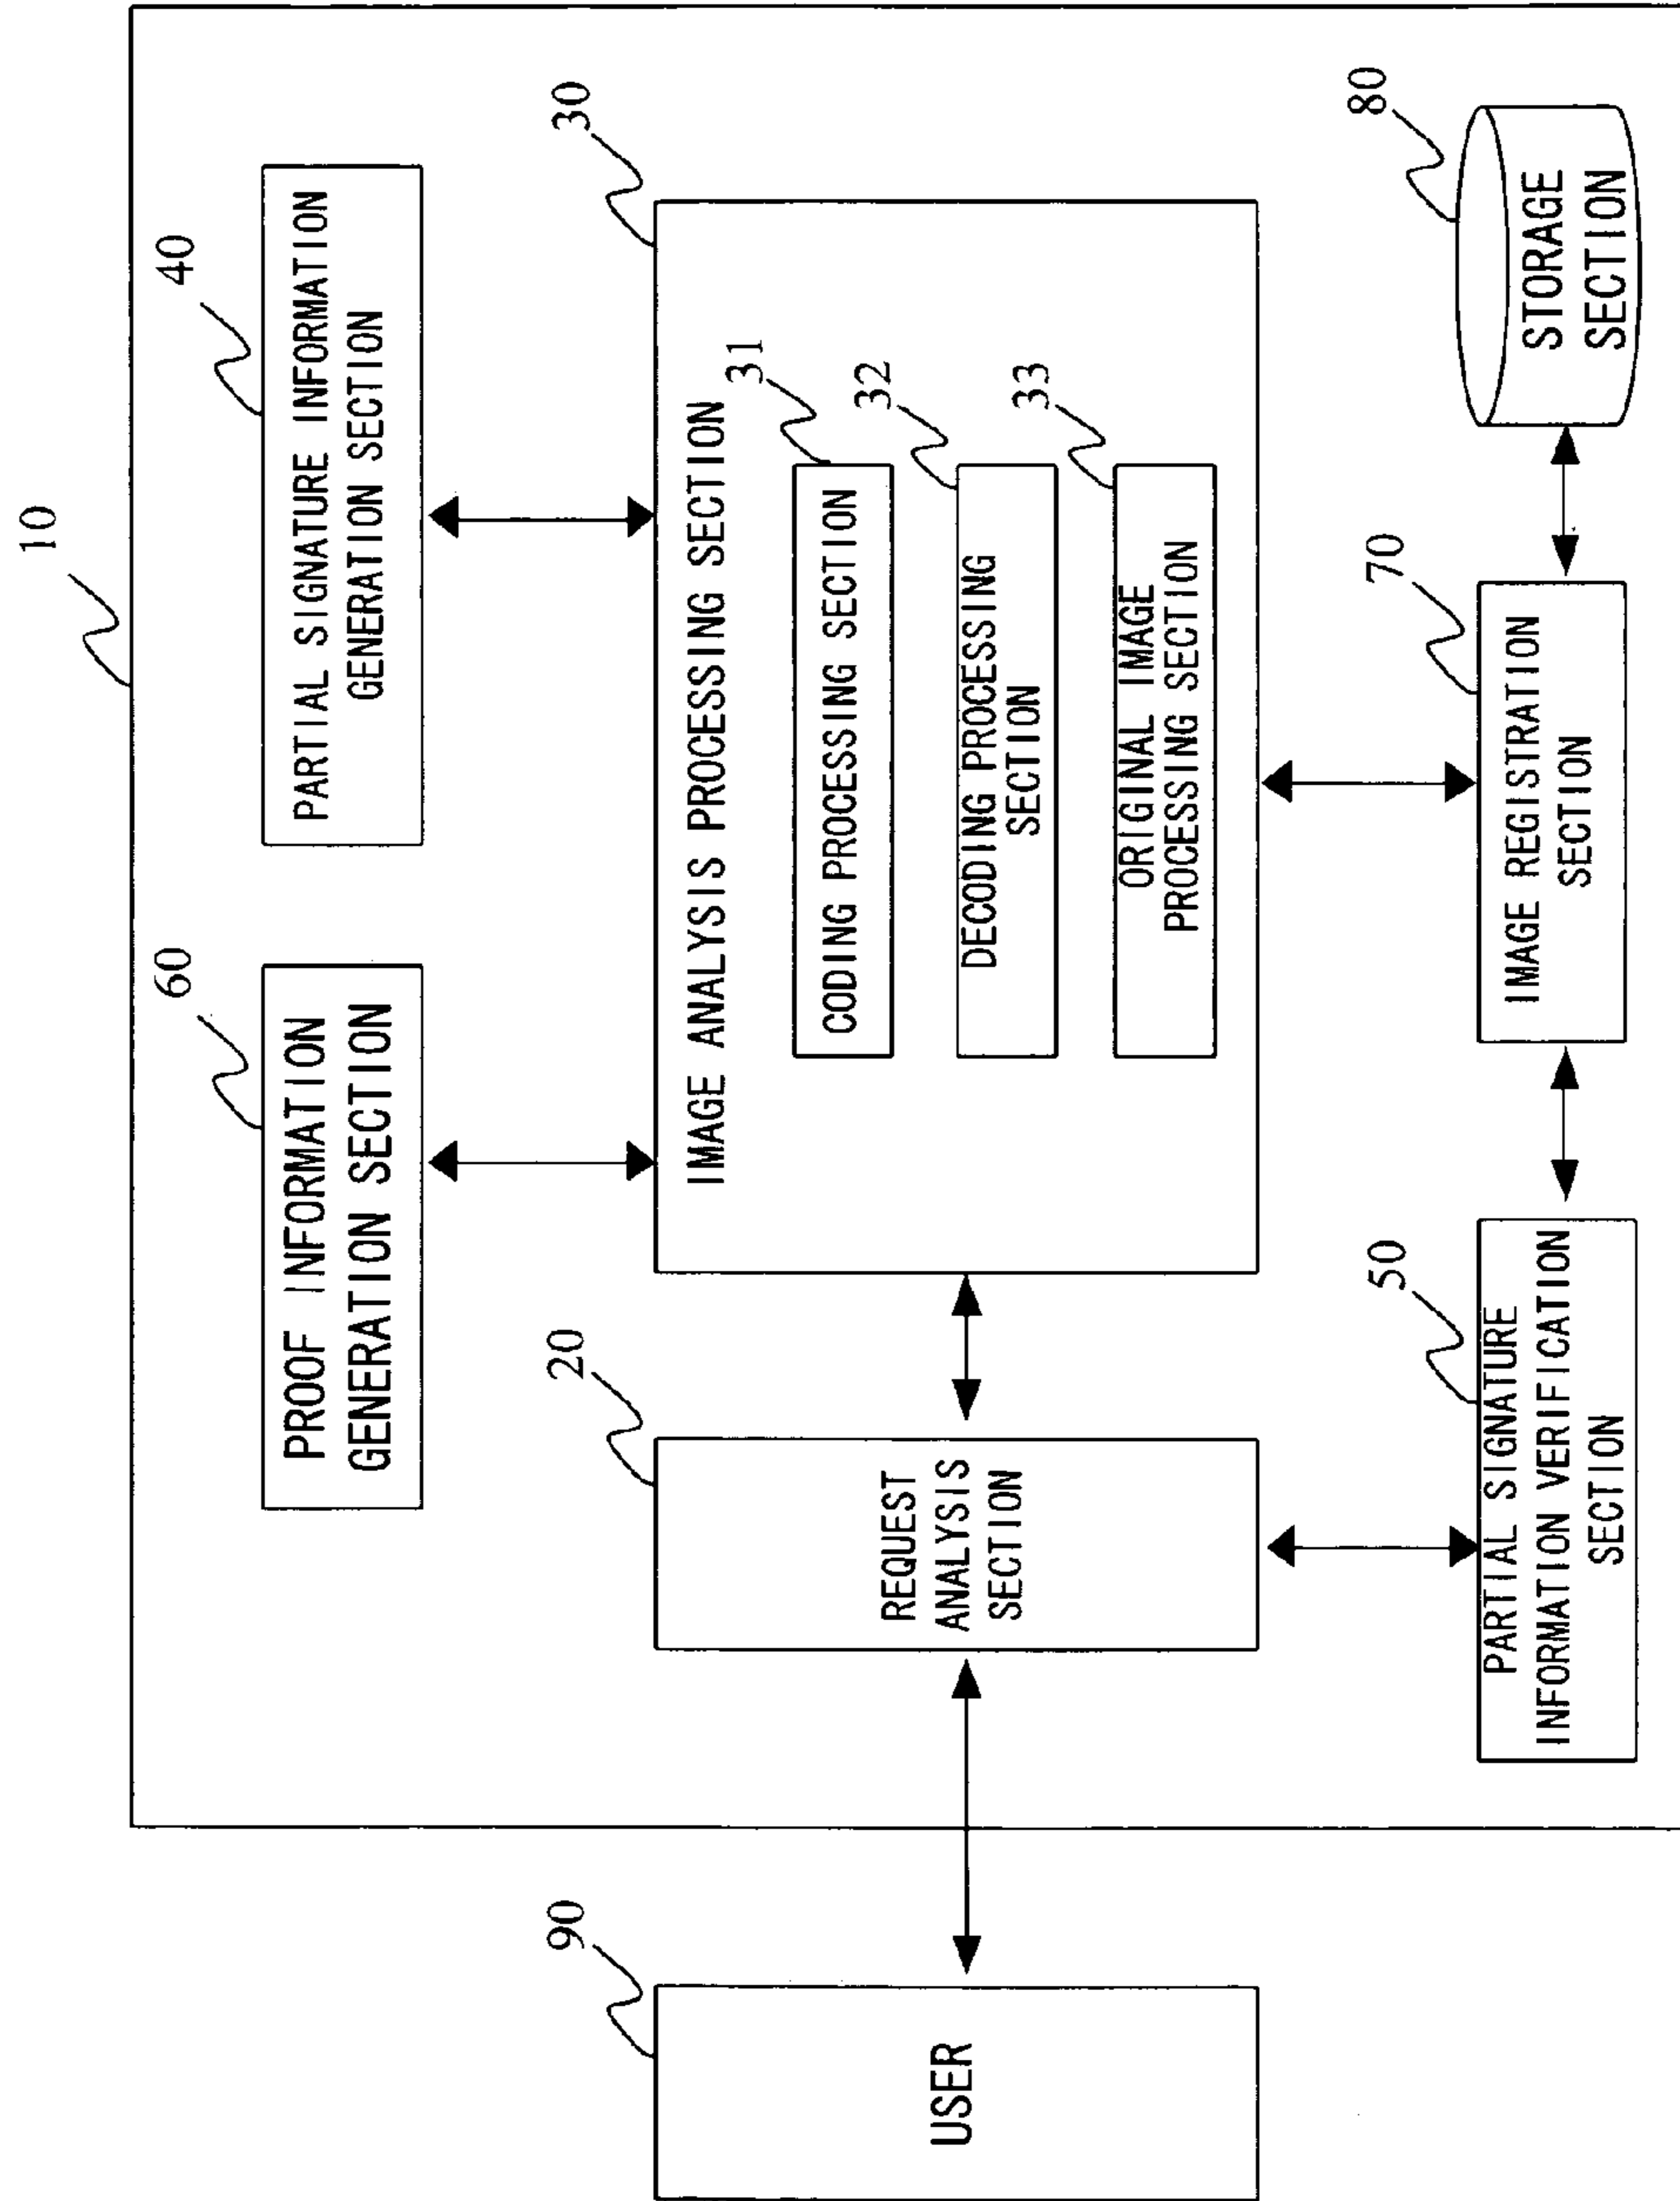 10
60
PROOF INFORMATION
GENERATION SECTION
40
PARTIAL SIGNATURE INFORMATION
GENERATION SECTION
90
USER
20
REQUEST
ANALYSIS
SECTION
30
IMAGE ANALYSIS PROCESSING SECTION
31
CODING PROCESSING SECTION
32
DECODING PROCESSING
SECTION
33
ORIGINAL IMAGE
PROCESSING SECTION
50
PARTIAL SIGNATURE
INFORMATION VERIFICATION
SECTION
70
IMAGE REGISTRATION
SECTION
80
STORAGE
SECTION